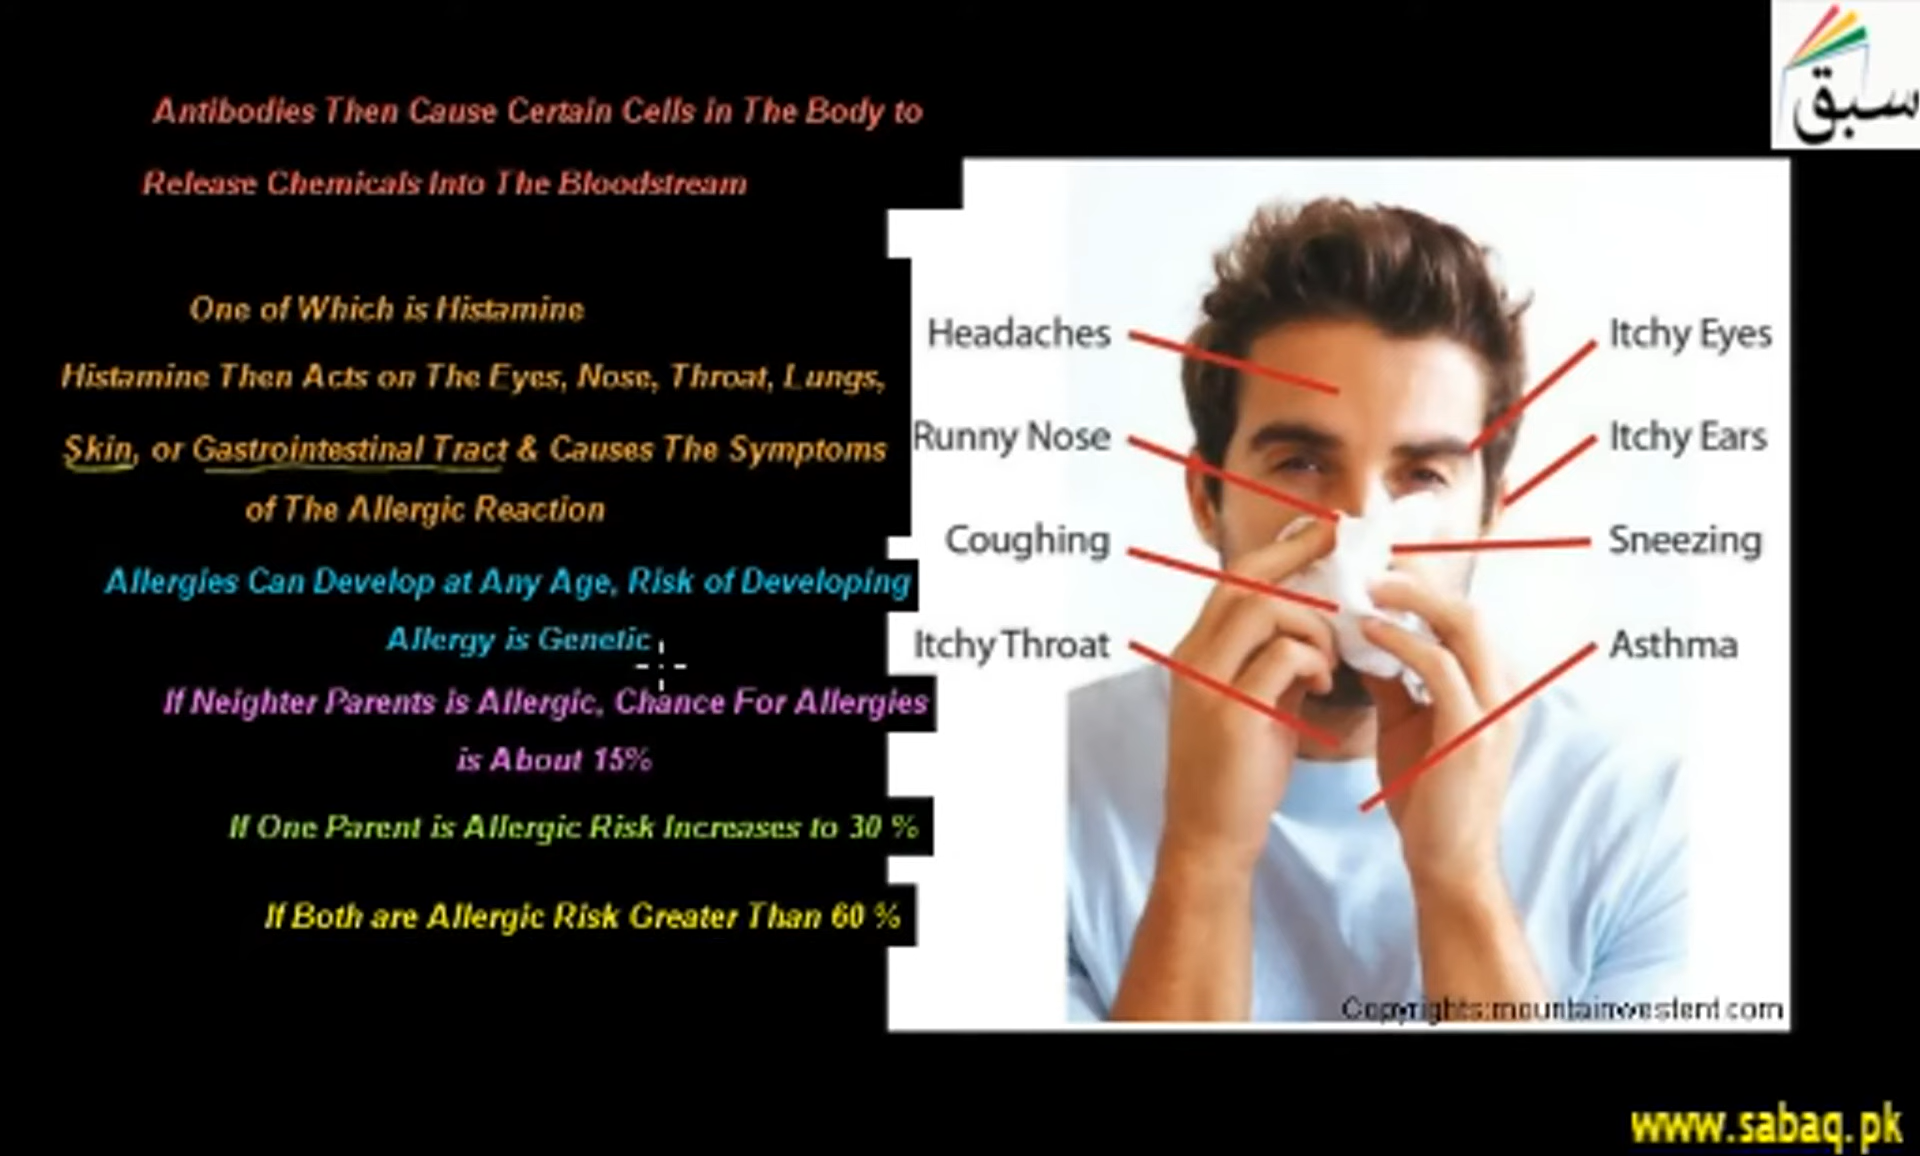 سبق
Antibodies Then Cause Certain Cells in The Body to
Release Chemicals Into The Bloodstream
One of Which is Histamine
Histamine Then Acts on The Eyes, Nose, Throat, Lungs,
Skin, or Gastrointestinal Tract & Causes The Symptoms
of The Allergic Reaction
Allergies Can Develop at Any Age, Risk of Developing
Allergy is Genetic
If Neighter Parents is Allergic, Chance For Allergies
is About 15%
If One Parent is Allergic Risk Increases to 30 %
If Both are Allergic Risk Greater Than 60 %
Headaches
Runny Nose
Coughing
Itchy Throat
Itchy Eyes
Itchy Ears
Sneezing
Asthma
Copyrights:mountainwestent.com
www.sabaq.pk